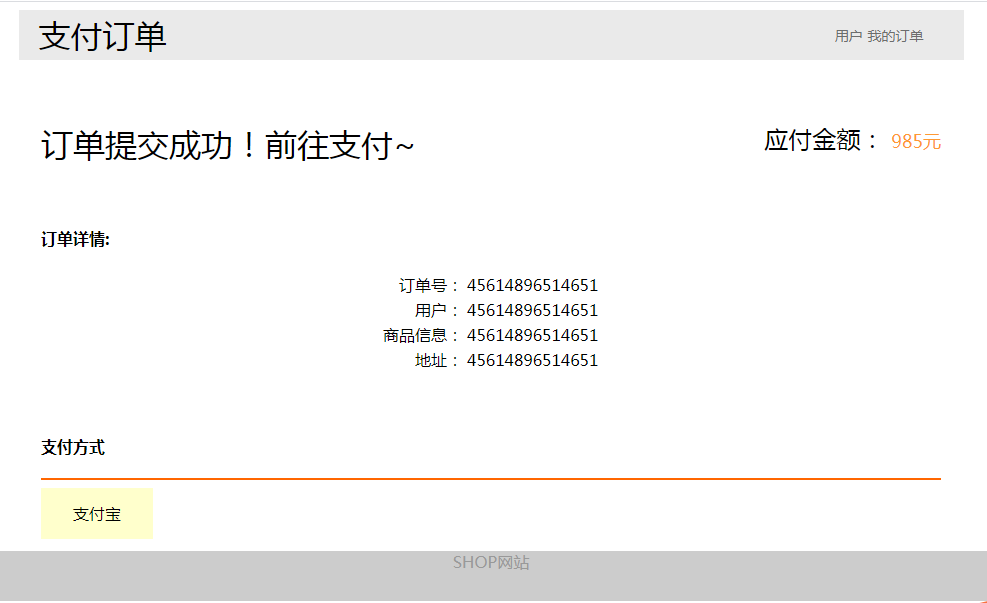 支付订单
用户 我的订单
订单提交成功！前往支付~
应付金额： 985元
订单详情:
订单号： 45614896514651
用户： 45614896514651
商品信息： 45614896514651
地址： 45614896514651
支付方式
支付宝
SHOP网站